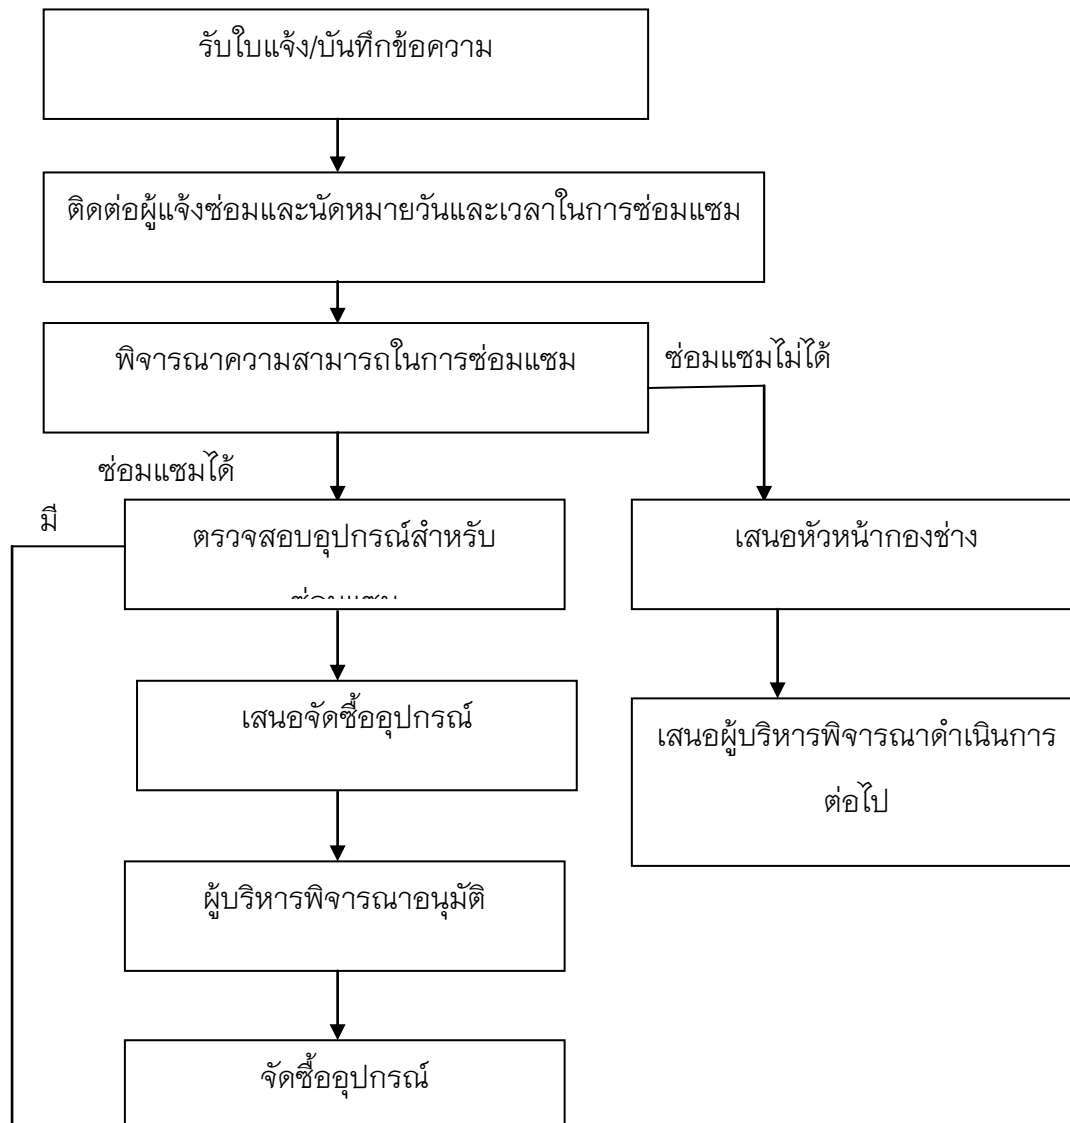 รับใบแจ้ง/บันทึกข้อความ
ติดต่อผู้แจ้งซ่อมและนัดหมายวันและเวลาในการซ่อมแซม
พิจารณาความสามารถในการซ่อมแซม
ซ่อมแซมไม่ได้
ซ่อมแซมได้
มี
ตรวจสอบอุปกรณ์สำหรับ
เสนอหัวหน้ากองช่าง
เสนอจัดซื้ออุปกรณ์
เสนอผู้บริหารพิจารณาดำเนินการ
ต่อไป
ผู้บริหารพิจารณาอนุมัติ
จัดซื้ออุปกรณ์